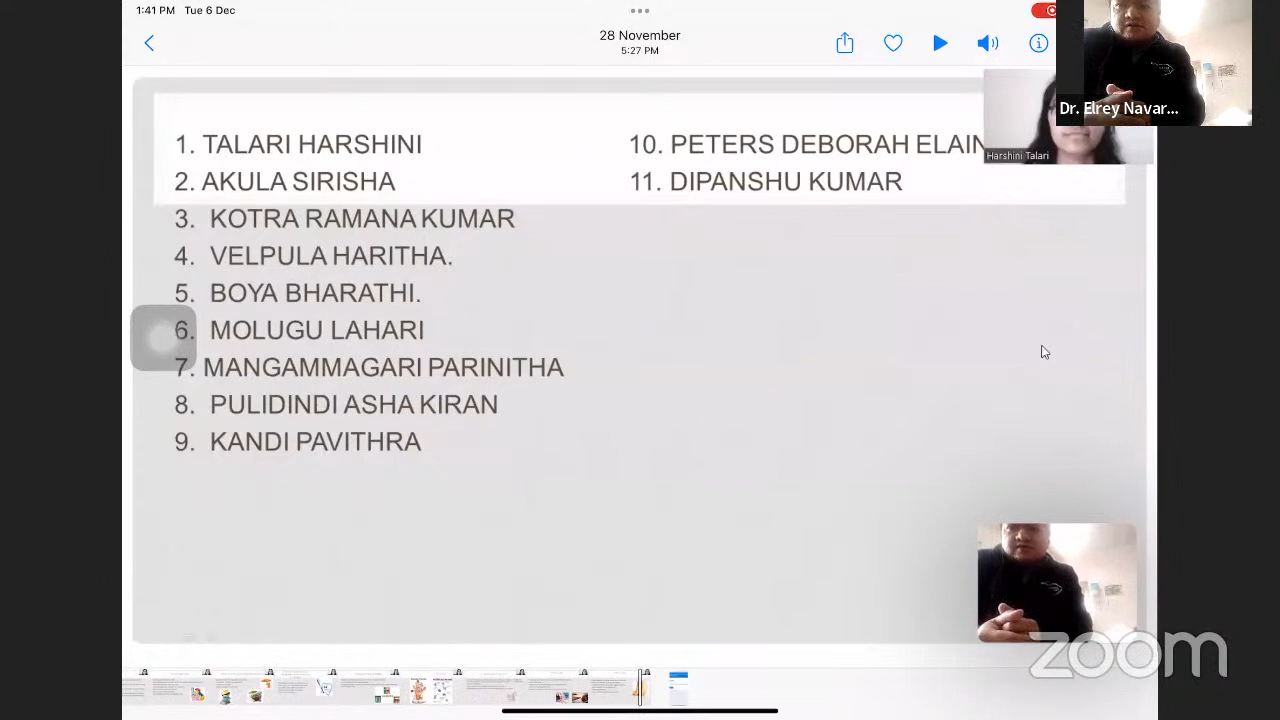 1:41 PM Tue 6 Dec
28 November
5:27 PM
Dr. Elrey Navar...
Harshini Talari
1. TALARI HARSHINI
2. AKULA SIRISHA
3. KOTRA RAMANA KUMAR
4. VELPULA HARITHA.
5. BOYA BHARATHI.
6. MOLUGU LAHARI
7. MANGAMMAGARI PARINITHA
8. PULIDINDI ASHA KIRAN
9. KANDI PAVITHRA
10. PETERS DEBORAH ELAIN
11. DIPANSHU KUMAR
zoom